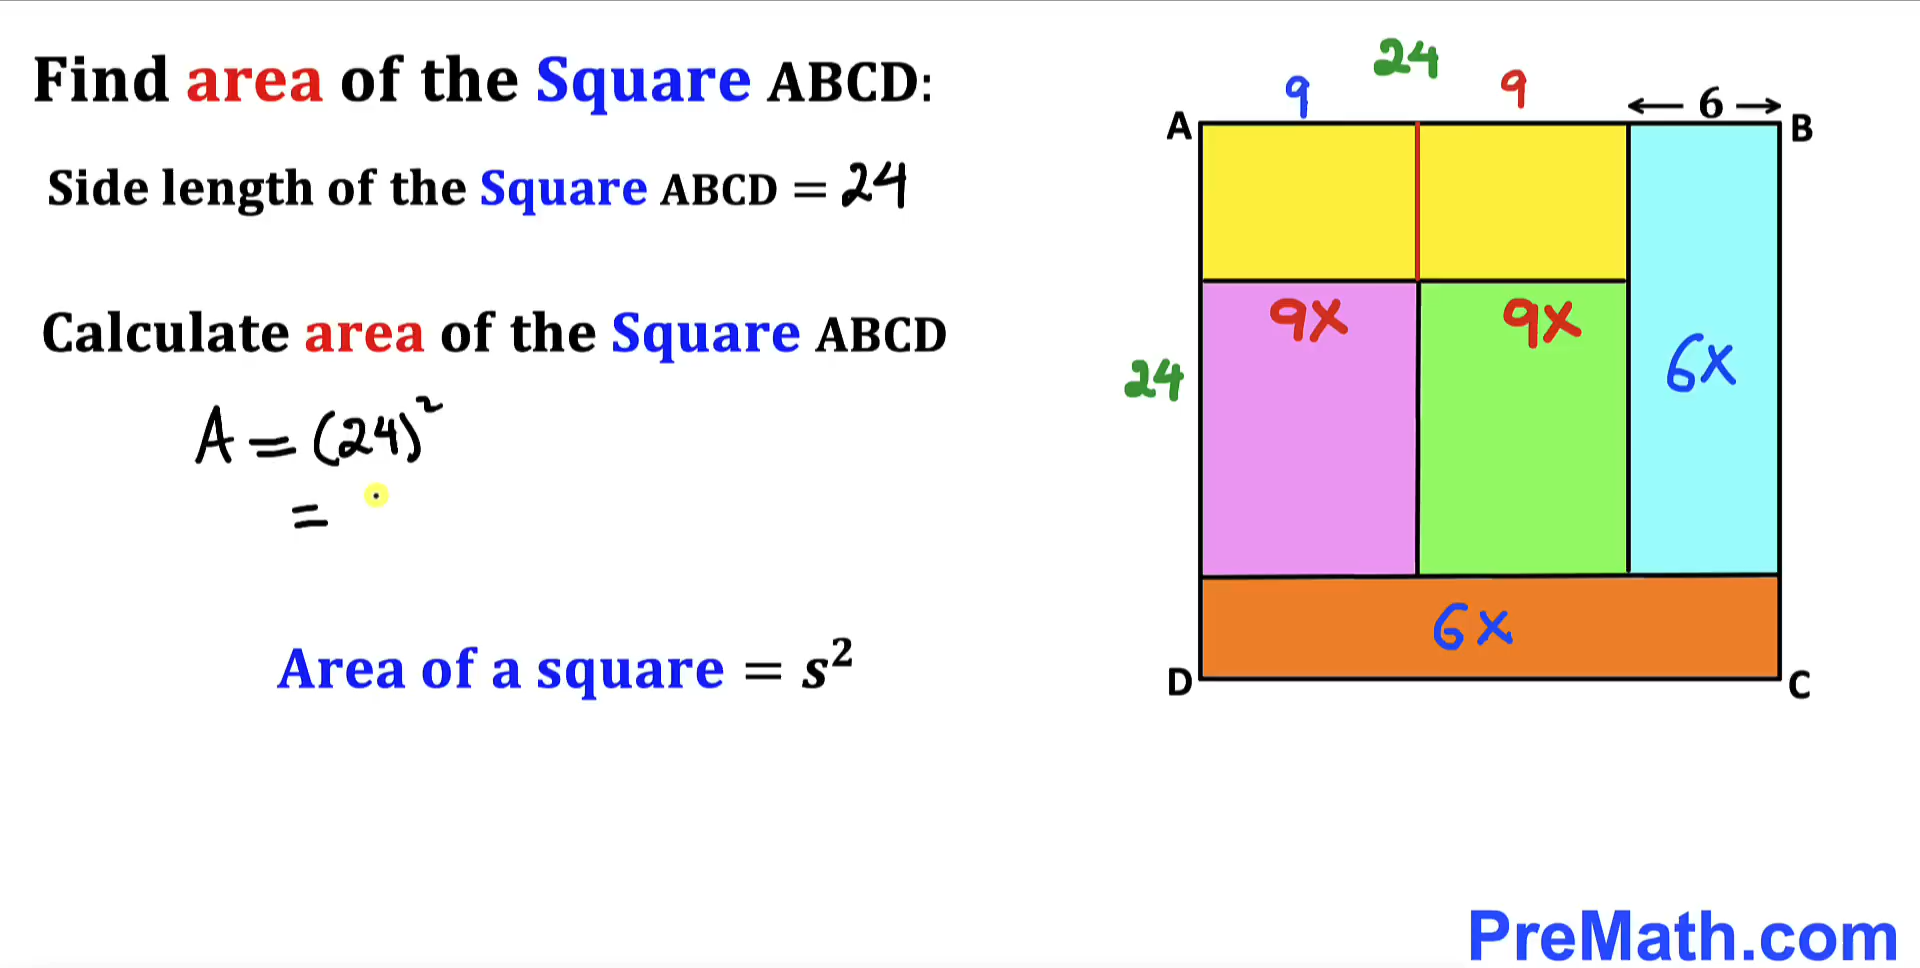 Find area of the Square ABCD:
Side length of the Square ABCD = 24
Calculate area of the Square ABCD
A = (24)²
=
Area of a square = s²
24
9 9 ← 6 →
A B
9x 9x
6x
24
6x
D C
PreMath.com